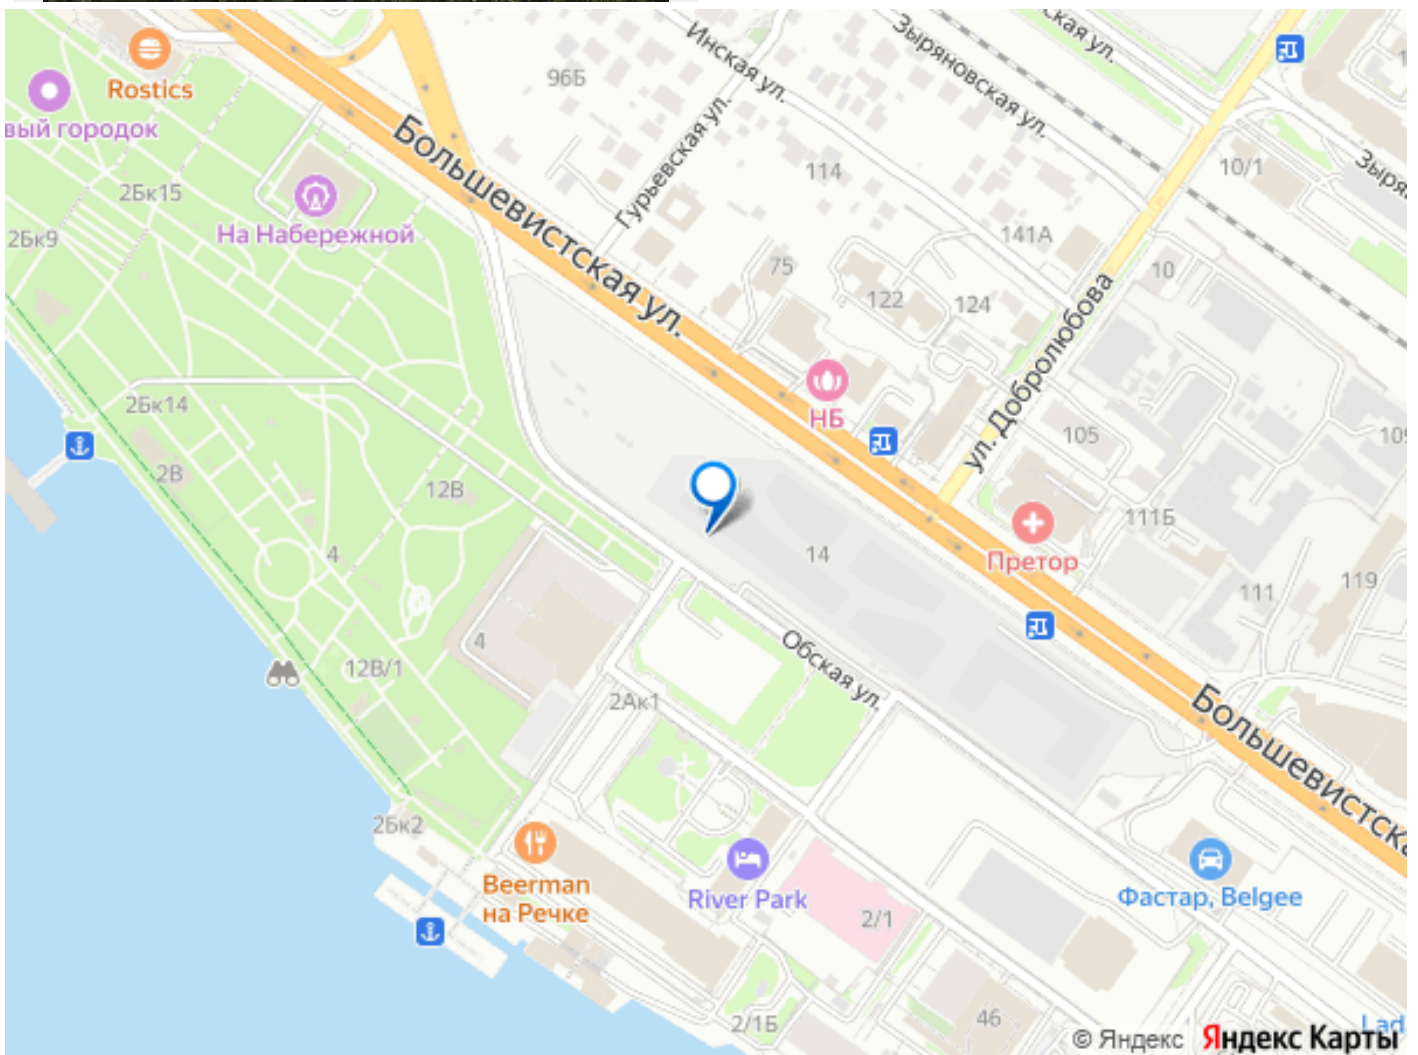 ская ул.
Инская ул.
Зыряновская ул.
Rostics
96Б
вый городок
Большевистская ул.
Гурьевская ул.
114
10/1
2Бк15
На Набережной
2Бк9
141А
75
10
122
124
ул. Добролюбова
2Бк14
НБ
105
2В
12В
111Б
4
14
Претор
111
119
4
Обская ул.
12В/1
2Ак1
Большевистска
2Бк2
Beerman
на Речке
River Park
Фастар, Belgee
2/1
46
2/1Б
© Яндекс
Яндекс Карты